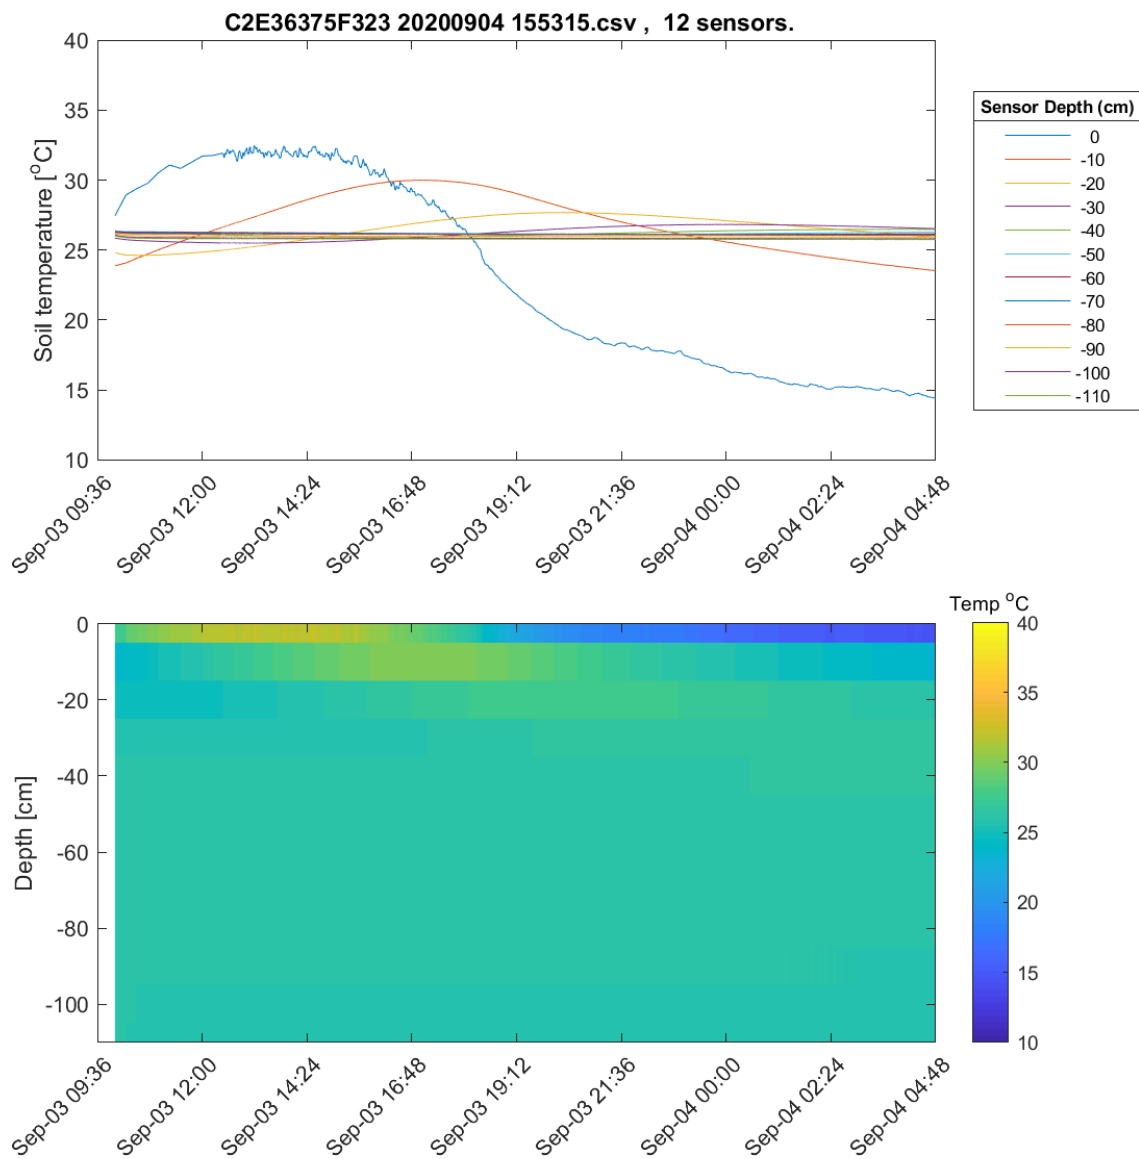 C2E36375F323 20200904 155315.csv ,  12 sensors.
40
35
30
25
20
15
10
Soil temperature [°C]
Sep-03 09:36
Sep-03 12:00
Sep-03 14:24
Sep-03 16:48
Sep-03 19:12
Sep-03 21:36
Sep-04 00:00
Sep-04 02:24
Sep-04 04:48
Sensor Depth (cm)
0
-10
-20
-30
-40
-50
-60
-70
-80
-90
-100
-110
0
-20
-40
-60
-80
-100
Depth [cm]
Sep-03 09:36
Sep-03 12:00
Sep-03 14:24
Sep-03 16:48
Sep-03 19:12
Sep-03 21:36
Sep-04 00:00
Sep-04 02:24
Sep-04 04:48
Temp °C
40
35
30
25
20
15
10